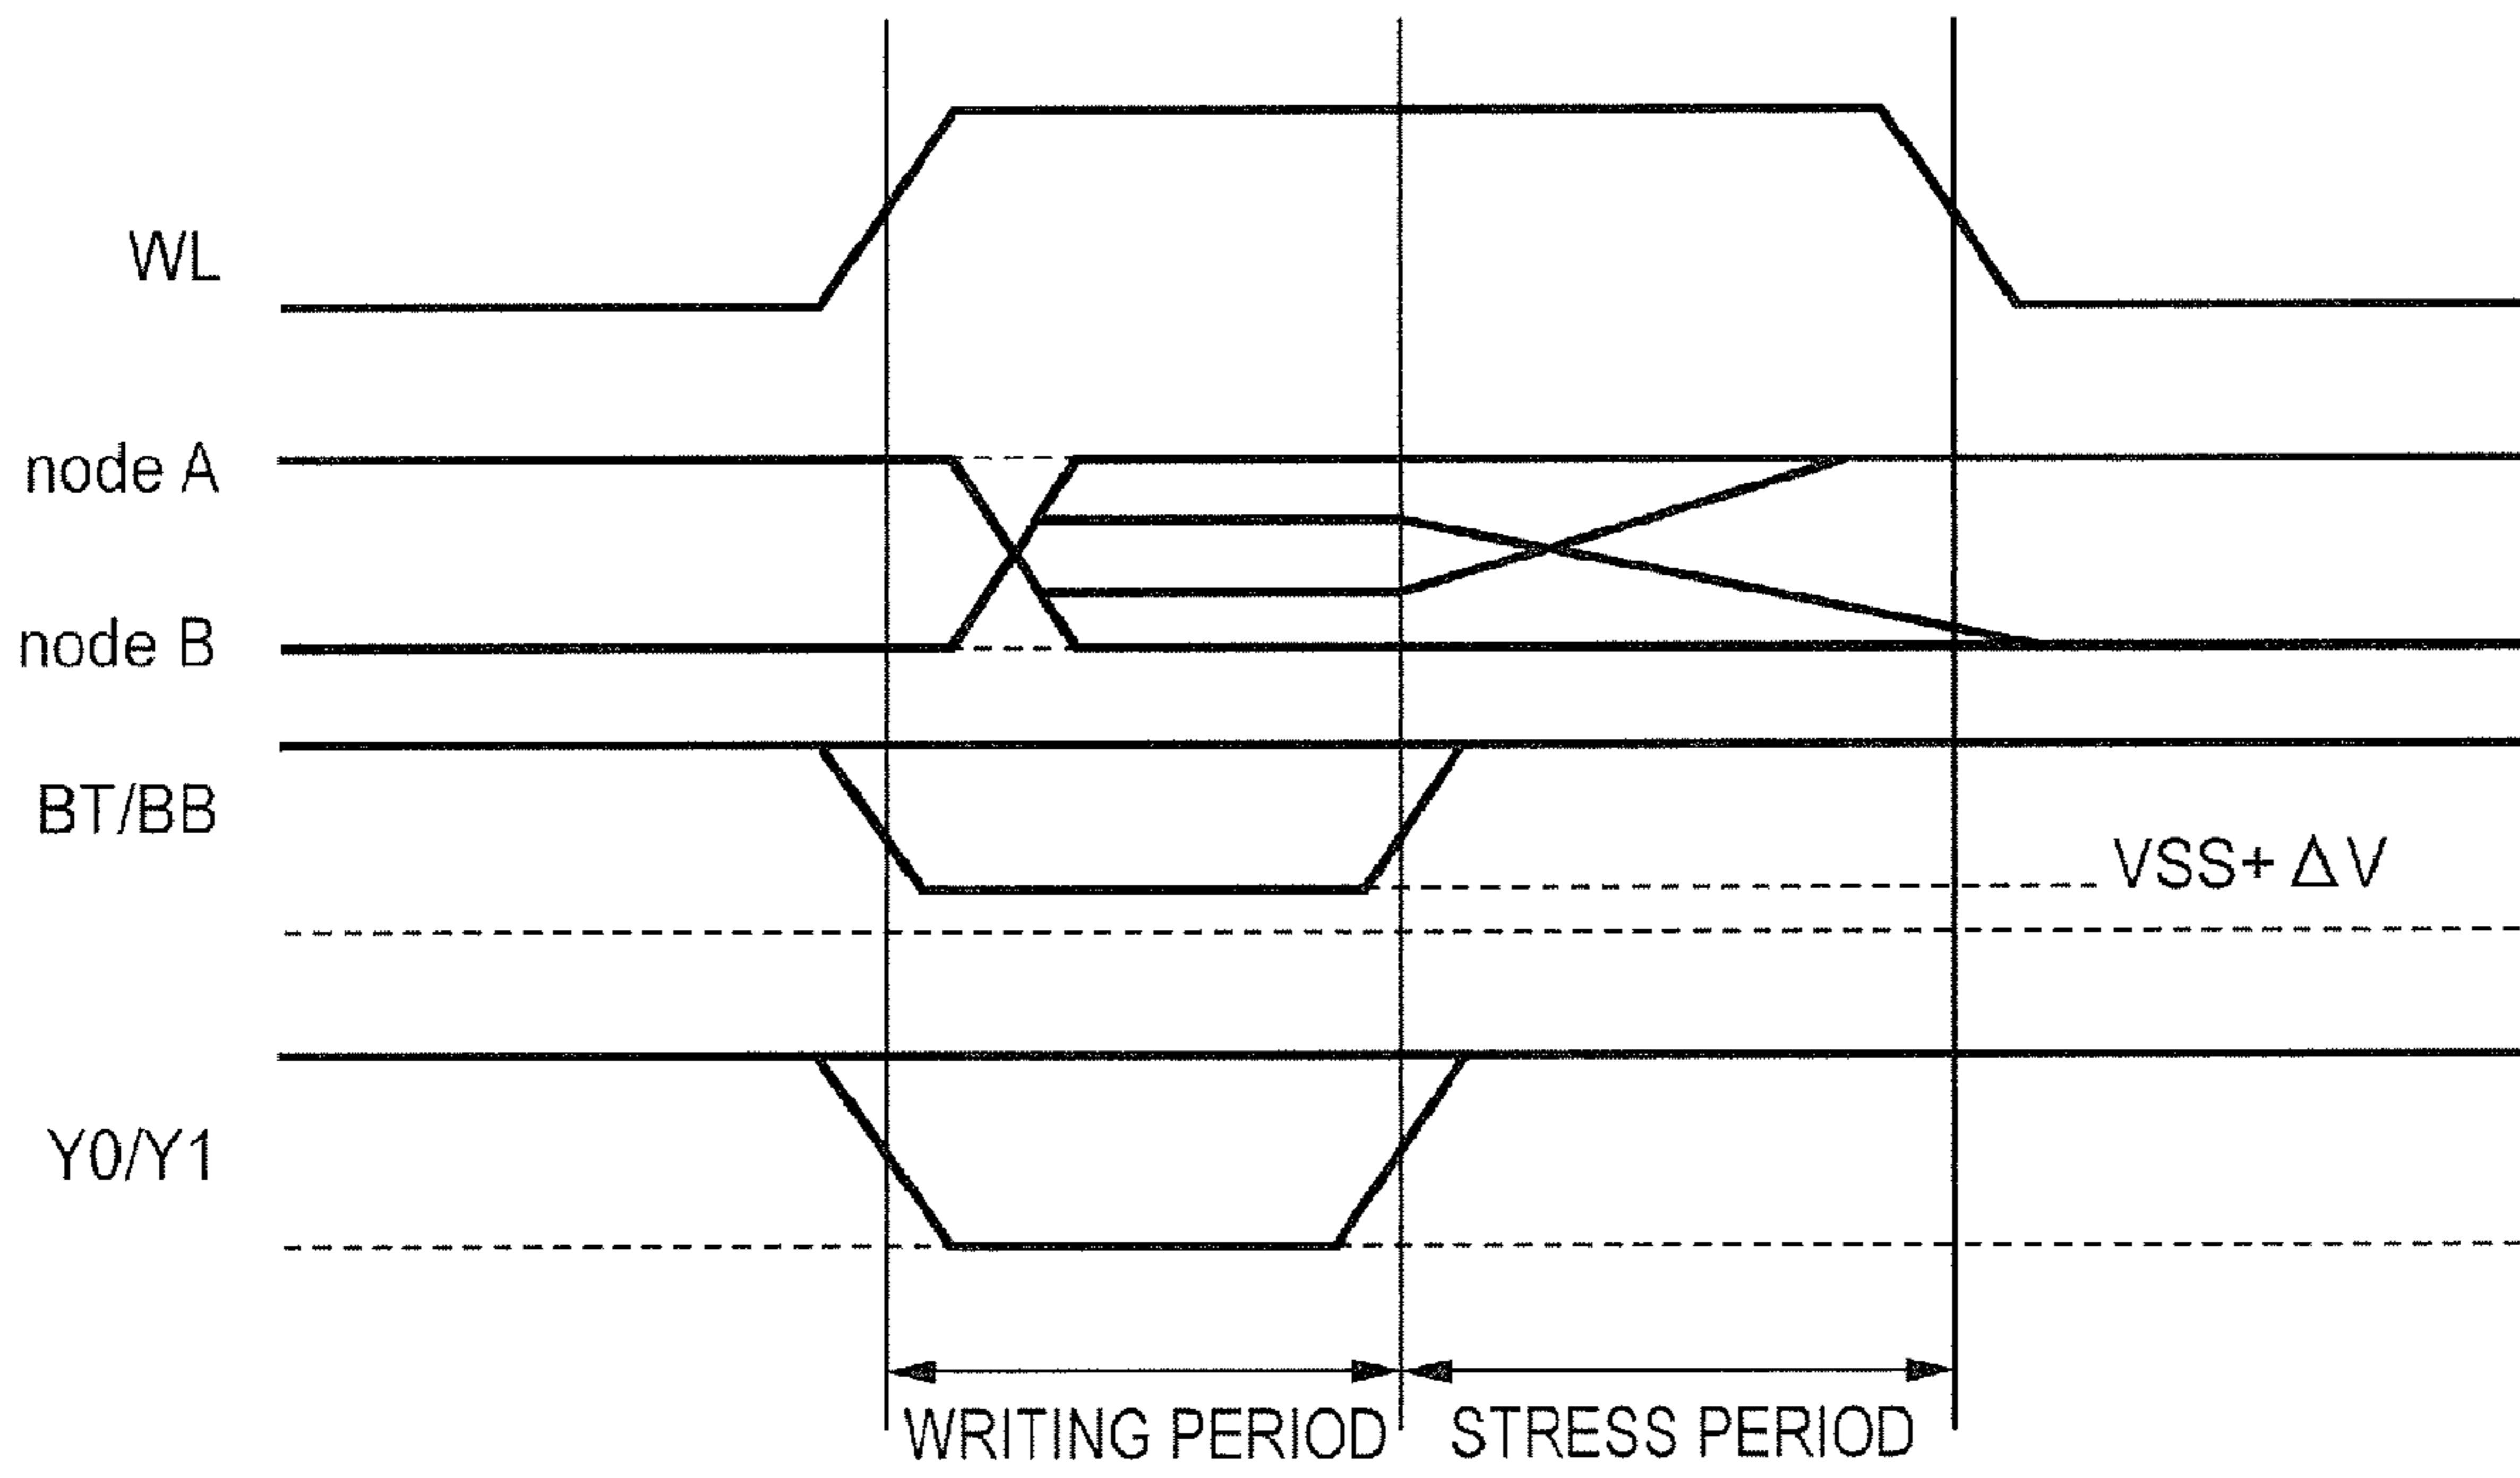 WL
node A
node B
BT/BB
VSS+ΔV
Y0/Y1
WRITING PERIOD
STRESS PERIOD